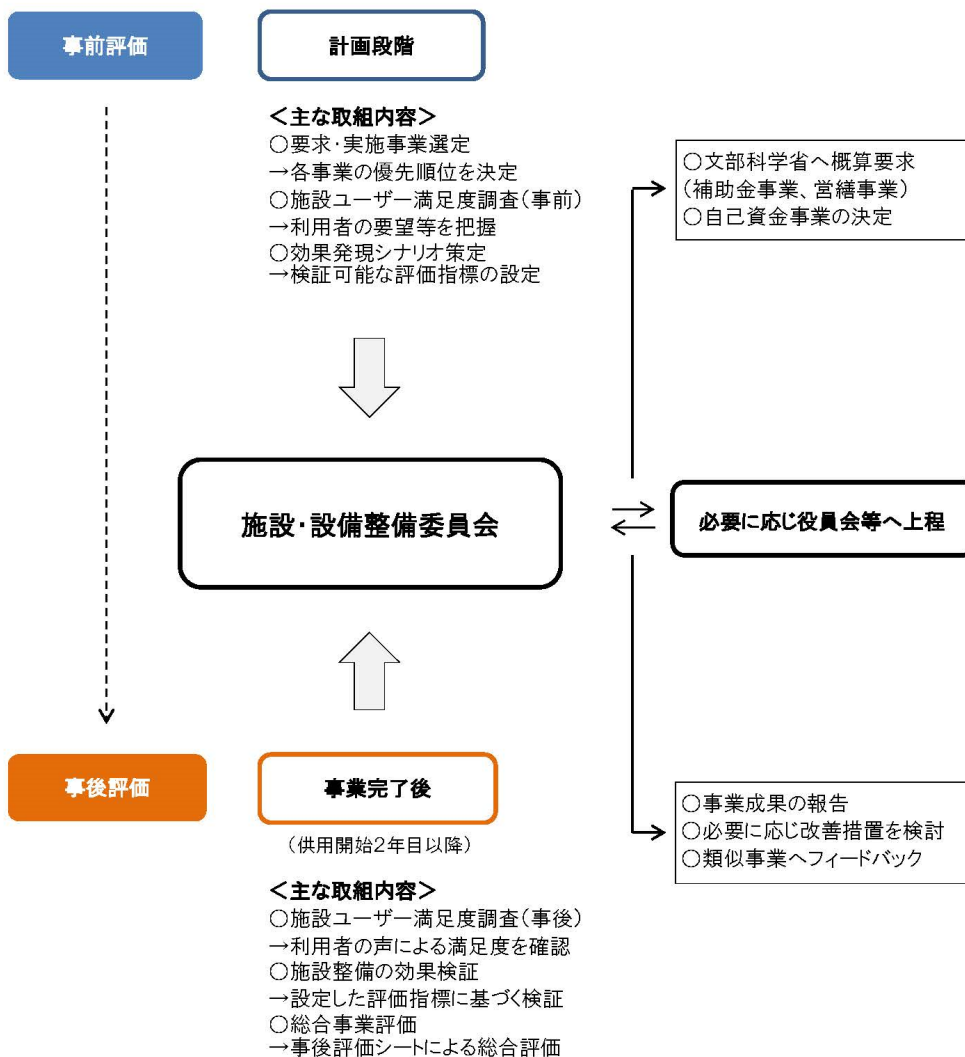 事前評価
計画段階
＜主な取組内容＞
○要求・実施事業選定
→各事業の優先順位を決定
○施設ユーザー満足度調査(事前)
→利用者の要望等を把握
○効果発現シナリオ策定
→検証可能な評価指標の設定
○文部科学省へ概算要求
(補助金事業、営繕事業)
○自己資金事業の決定
施設・設備整備委員会
必要に応じ役員会等へ上程
事後評価
事業完了後
(供用開始2年目以降)
＜主な取組内容＞
○施設ユーザー満足度調査(事後)
→利用者の声による満足度を確認
○施設整備の効果検証
→設定した評価指標に基づく検証
○総合事業評価
→事後評価シートによる総合評価
○事業成果の報告
○必要に応じ改善措置を検討
○類似事業へフィードバック